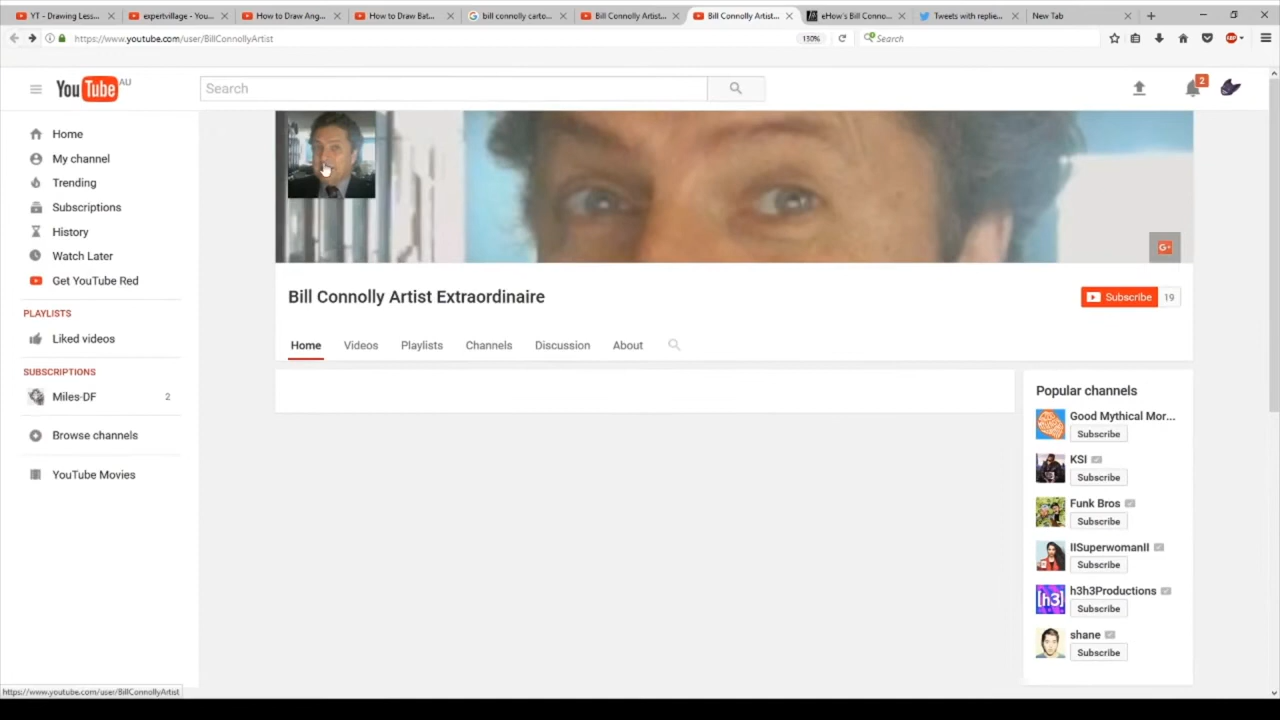 YT - Drawing Less...
expertvillage - You...
How to Draw Ang...
How to Draw Bat...
bill connolly carto...
Bill Connolly Artist...
Bill Connolly Artist...
eHow's Bill Conno...
Tweets with replie...
New Tab
https://www.youtube.com/user/BillConnollyArtist
130%
Search
ABP
YouTube AU
Search
2
Home
My channel
Trending
Subscriptions
History
Watch Later
Get YouTube Red
PLAYLISTS
Liked videos
SUBSCRIPTIONS
Miles-DF 2
Browse channels
YouTube Movies
G+
Bill Connolly Artist Extraordinaire
Subscribe 19
Home Videos Playlists Channels Discussion About
Popular channels
Good Mythical Mor...
Subscribe
KSI
Subscribe
Funk Bros
Subscribe
IISuperwomanII
Subscribe
[h3]
h3h3Productions
Subscribe
shane
Subscribe
https://www.youtube.com/user/BillConnollyArtist